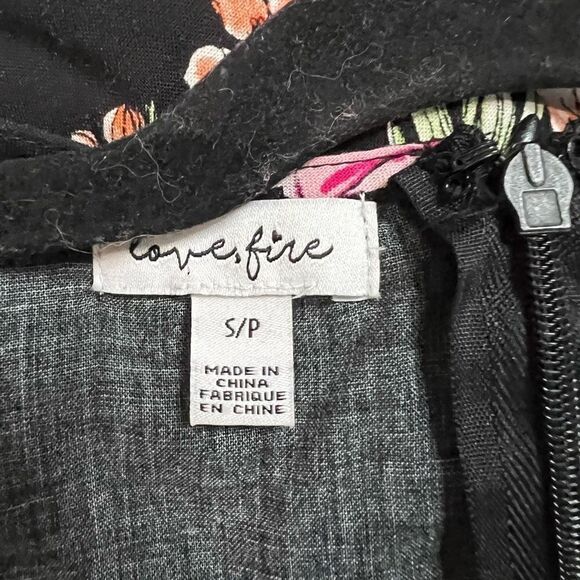 love, fire
S/P
MADE IN
CHINA
FABRIQUE
EN CHINE